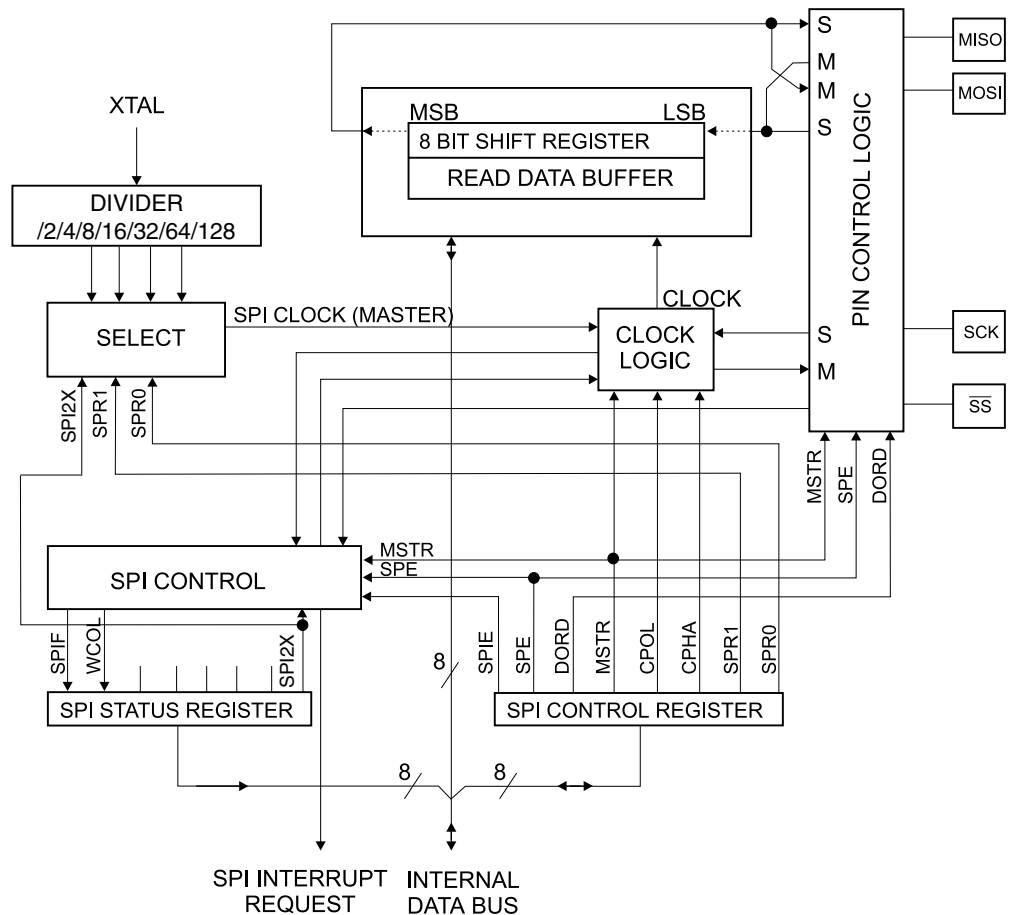 S
MISO
M
XTAL
MSB
LSB
M
MOSI
8 BIT SHIFT REGISTER
S
READ DATA BUFFER
DIVIDER
/2/4/8/16/32/64/128
PIN CONTROL LOGIC
SPI CLOCK (MASTER)
CLOCK
SELECT
CLOCK
LOGIC
S
SCK
M
SPI2X
SPR1
SPR0
SS
MSTR
SPE
DORD
MSTR
SPE
SPI CONTROL
SPIF
WCOL
SPI2X
8
SPIE
SPE
DORD
MSTR
CPOL
CPHA
SPR1
SPR0
SPI STATUS REGISTER
SPI CONTROL REGISTER
8
8
SPI INTERRUPT
REQUEST
INTERNAL
DATA BUS